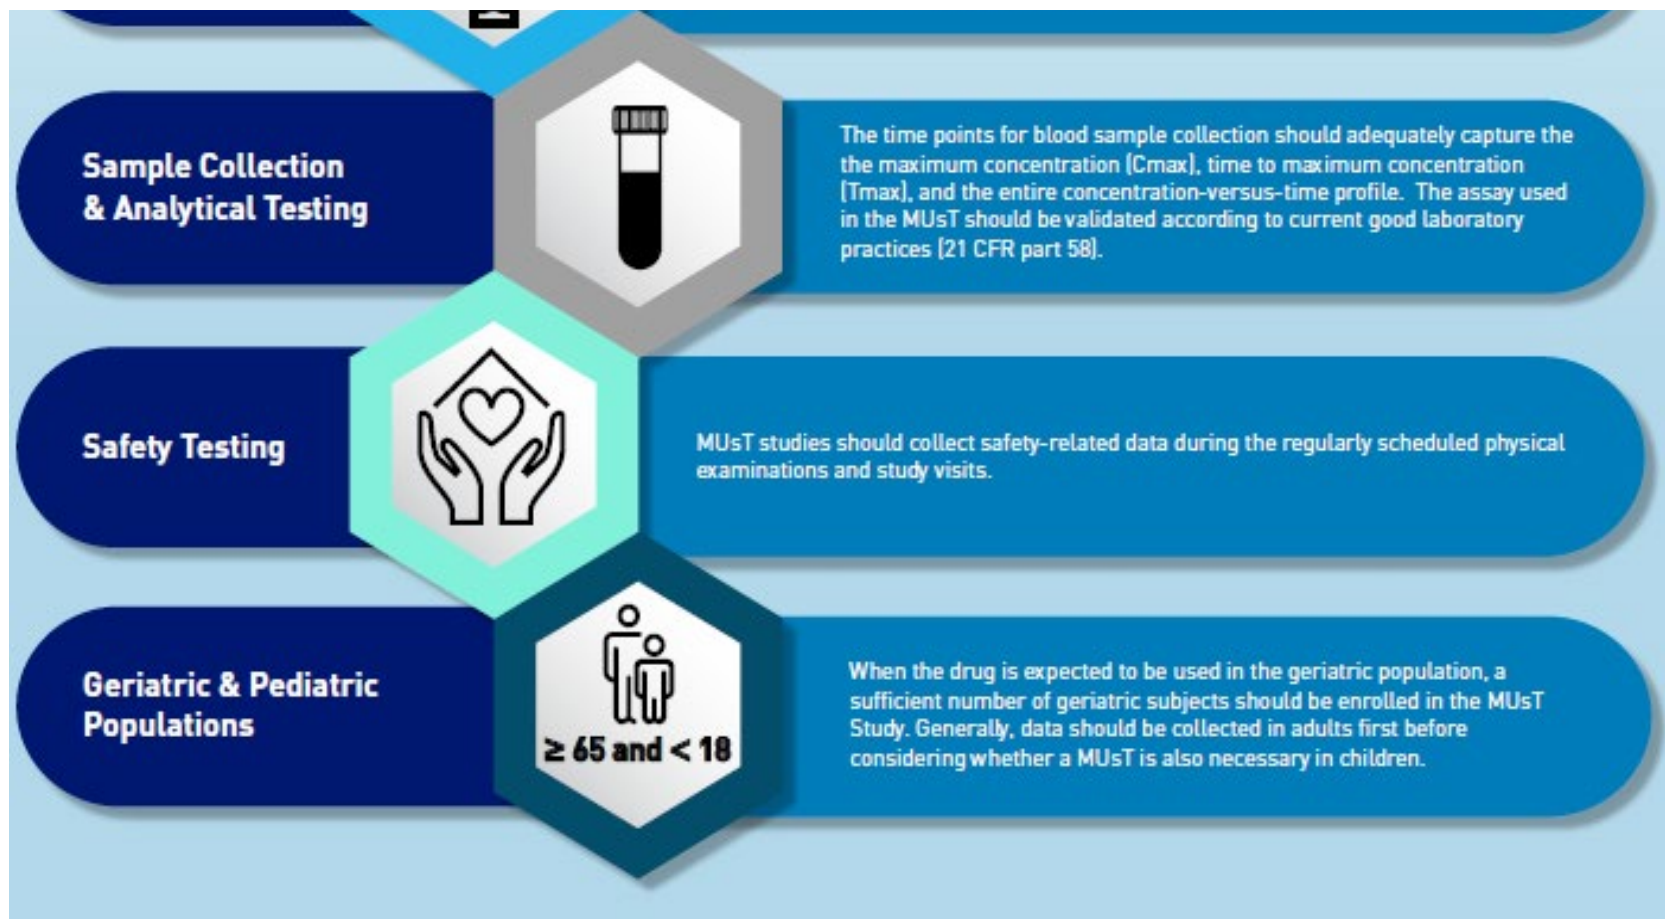 Sample Collection
& Analytical Testing
The time points for blood sample collection should adequately capture the
the maximum concentration (Cmax), time to maximum concentration
(Tmax), and the entire concentration-versus-time profile. The assay used
in the MUsT should be validated according to current good laboratory
practices (21 CFR part 58).
Safety Testing
MUsT studies should collect safety-related data during the regularly scheduled physical
examinations and study visits.
Geriatric & Pediatric
Populations
≥ 65 and < 18
When the drug is expected to be used in the geriatric population, a
sufficient number of geriatric subjects should be enrolled in the MUsT
Study. Generally, data should be collected in adults first before
considering whether a MUsT is also necessary in children.